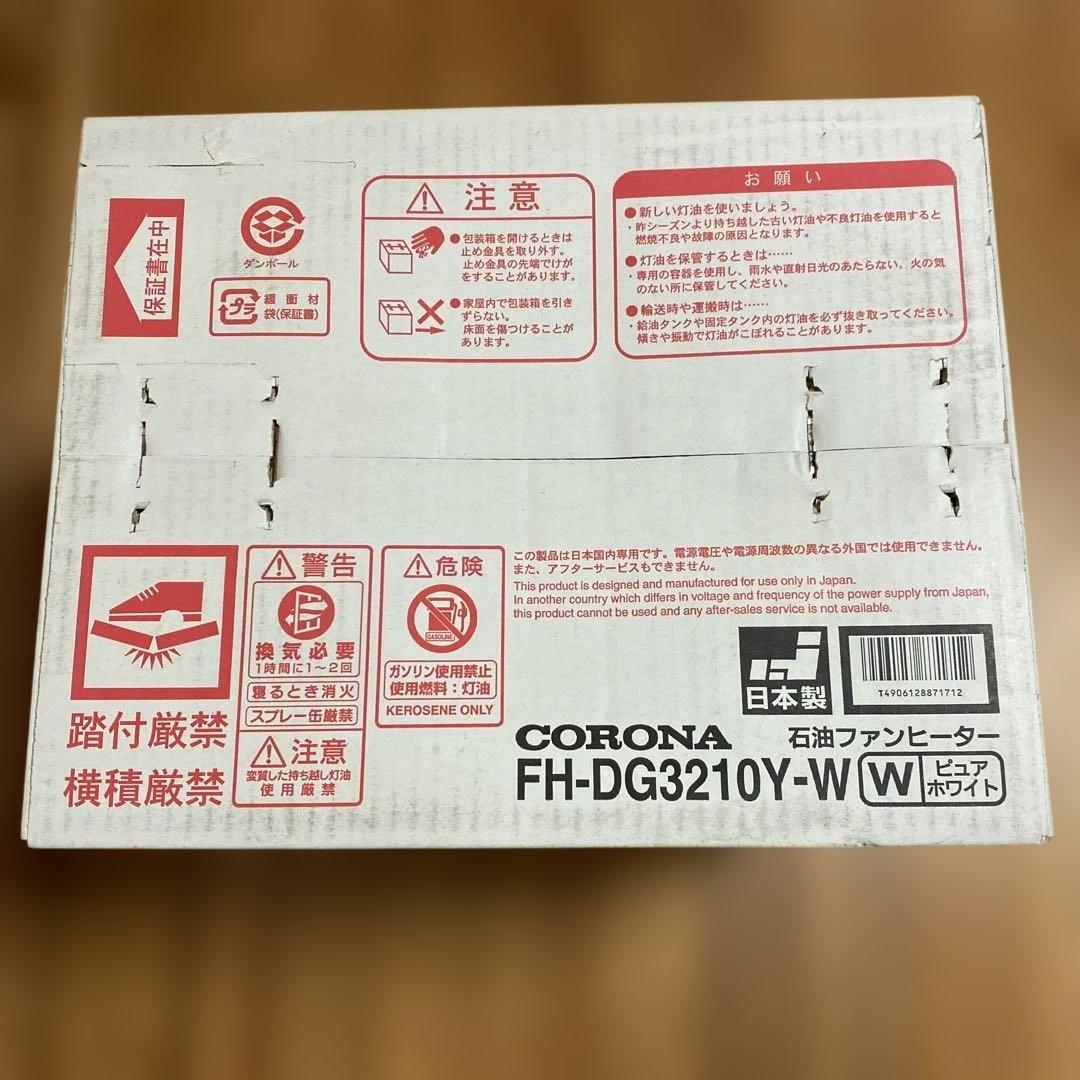 保証書在中
ダンボール
プラ
緩衝材
袋(保証書)
注意
●包装箱を開けるときは
止め金具を取り外す。
止め金具の先端でけが
をすることがあります。
●家屋内で包装箱を引き
ずらない。
床面を傷つけることが
あります。
お願い
●新しい灯油を使いましょう。
・昨シーズンより持ち越した古い灯油や不良灯油を使用すると
燃焼不良や故障の原因となります。
●灯油を保管するときは……
・専用の容器を使用し、雨水や直射日光のあたらない、火の気
のない所に保管してください。
●輸送時や運搬時は……
・給油タンクや固定タンク内の灯油を必ず抜き取ってください。
傾きや振動で灯油がこぼれることがあります。
踏付厳禁
横積厳禁
警告
換気必要
1時間に1〜2回
寝るとき消火
スプレー缶厳禁
注意
変質した持ち越し灯油
使用厳禁
危険
GASOLINE
ガソリン使用禁止
使用燃料：灯油
KEROSENE ONLY
この製品は日本国内専用です。電源電圧や電源周波数の異なる外国では使用できません。
また、アフターサービスもできません。
This product is designed and manufactured for use only in Japan.
In another country which differs in voltage and frequency of the power supply from Japan,
this product cannot be used and any after-sales service is not available.
日本製
T4906128871712
CORONA 石油ファンヒーター
FH-DG3210Y-W W ピュア
ホワイト